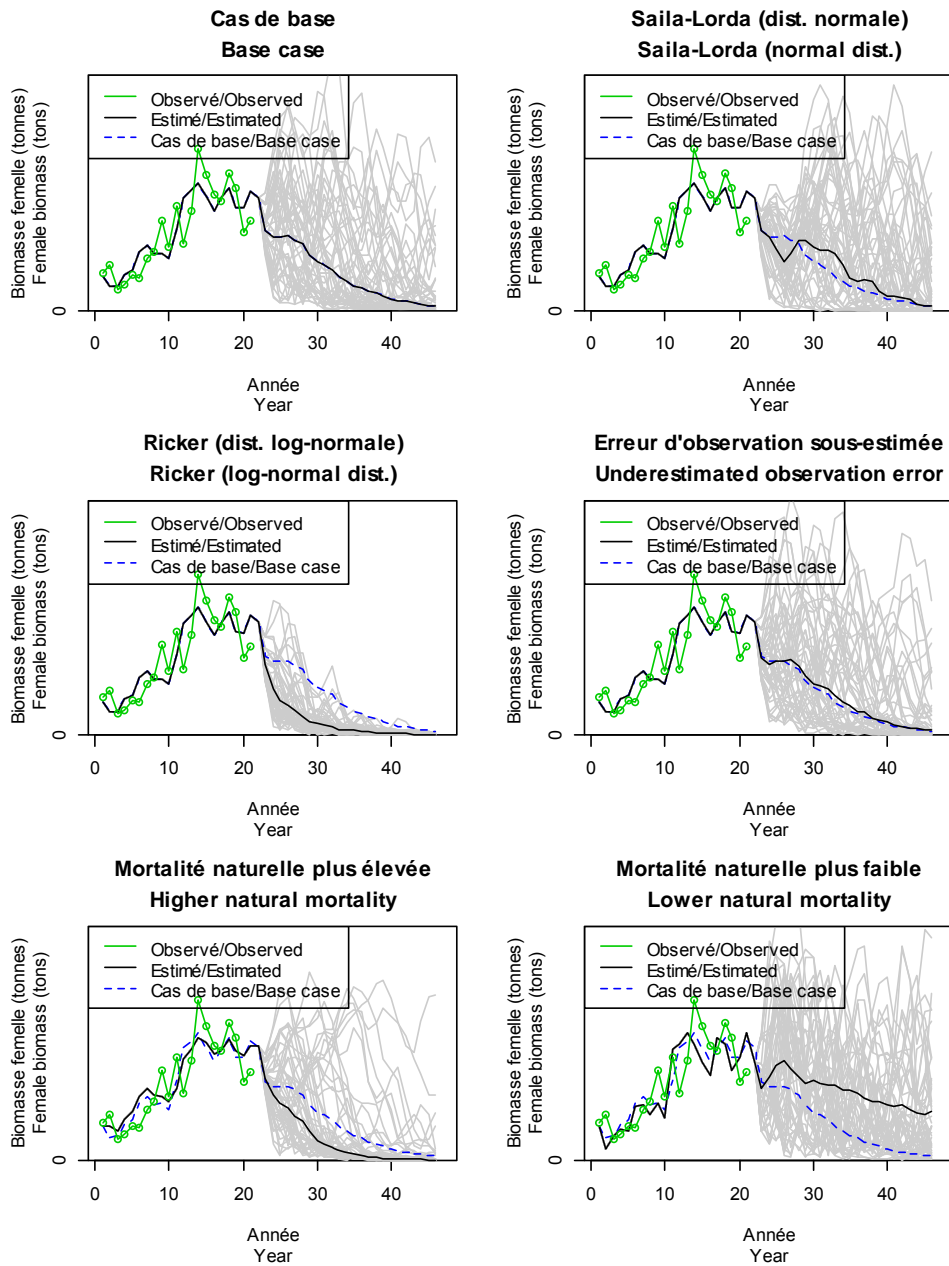 Cas de base
Base case
Biomasse femelle (tonnes)
Female biomass (tons)
Observé/Observed
Estimé/Estimated
Cas de base/Base case
0
0 10 20 30 40
Année
Year
Saila-Lorda (dist. normale)
Saila-Lorda (normal dist.)
Biomasse femelle (tonnes)
Female biomass (tons)
Observé/Observed
Estimé/Estimated
Cas de base/Base case
0
0 10 20 30 40
Année
Year
Ricker (dist. log-normale)
Ricker (log-normal dist.)
Biomasse femelle (tonnes)
Female biomass (tons)
Observé/Observed
Estimé/Estimated
Cas de base/Base case
0
0 10 20 30 40
Année
Year
Erreur d'observation sous-estimée
Underestimated observation error
Biomasse femelle (tonnes)
Female biomass (tons)
Observé/Observed
Estimé/Estimated
Cas de base/Base case
0
0 10 20 30 40
Année
Year
Mortalité naturelle plus élevée
Higher natural mortality
Biomasse femelle (tonnes)
Female biomass (tons)
Observé/Observed
Estimé/Estimated
Cas de base/Base case
0
0 10 20 30 40
Année
Year
Mortalité naturelle plus faible
Lower natural mortality
Biomasse femelle (tonnes)
Female biomass (tons)
Observé/Observed
Estimé/Estimated
Cas de base/Base case
0
0 10 20 30 40
Année
Year